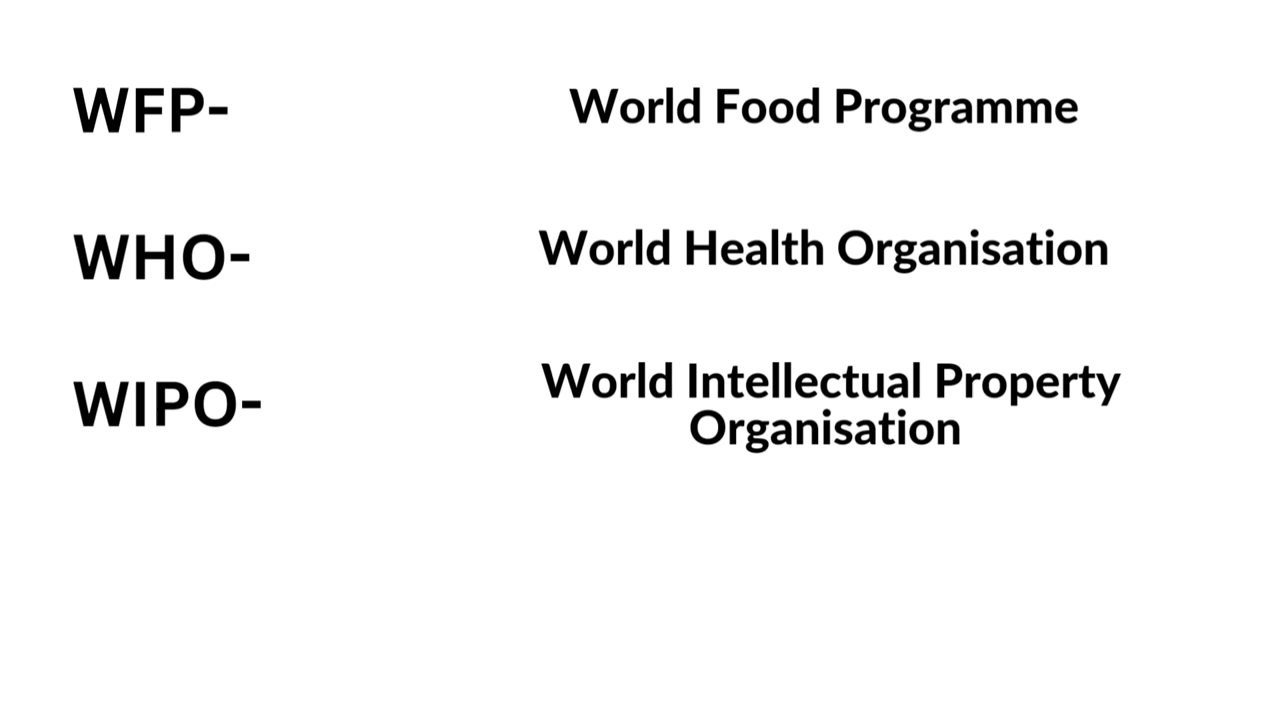 WFP- World Food Programme
WHO- World Health Organisation
WIPO- World Intellectual Property
Organisation